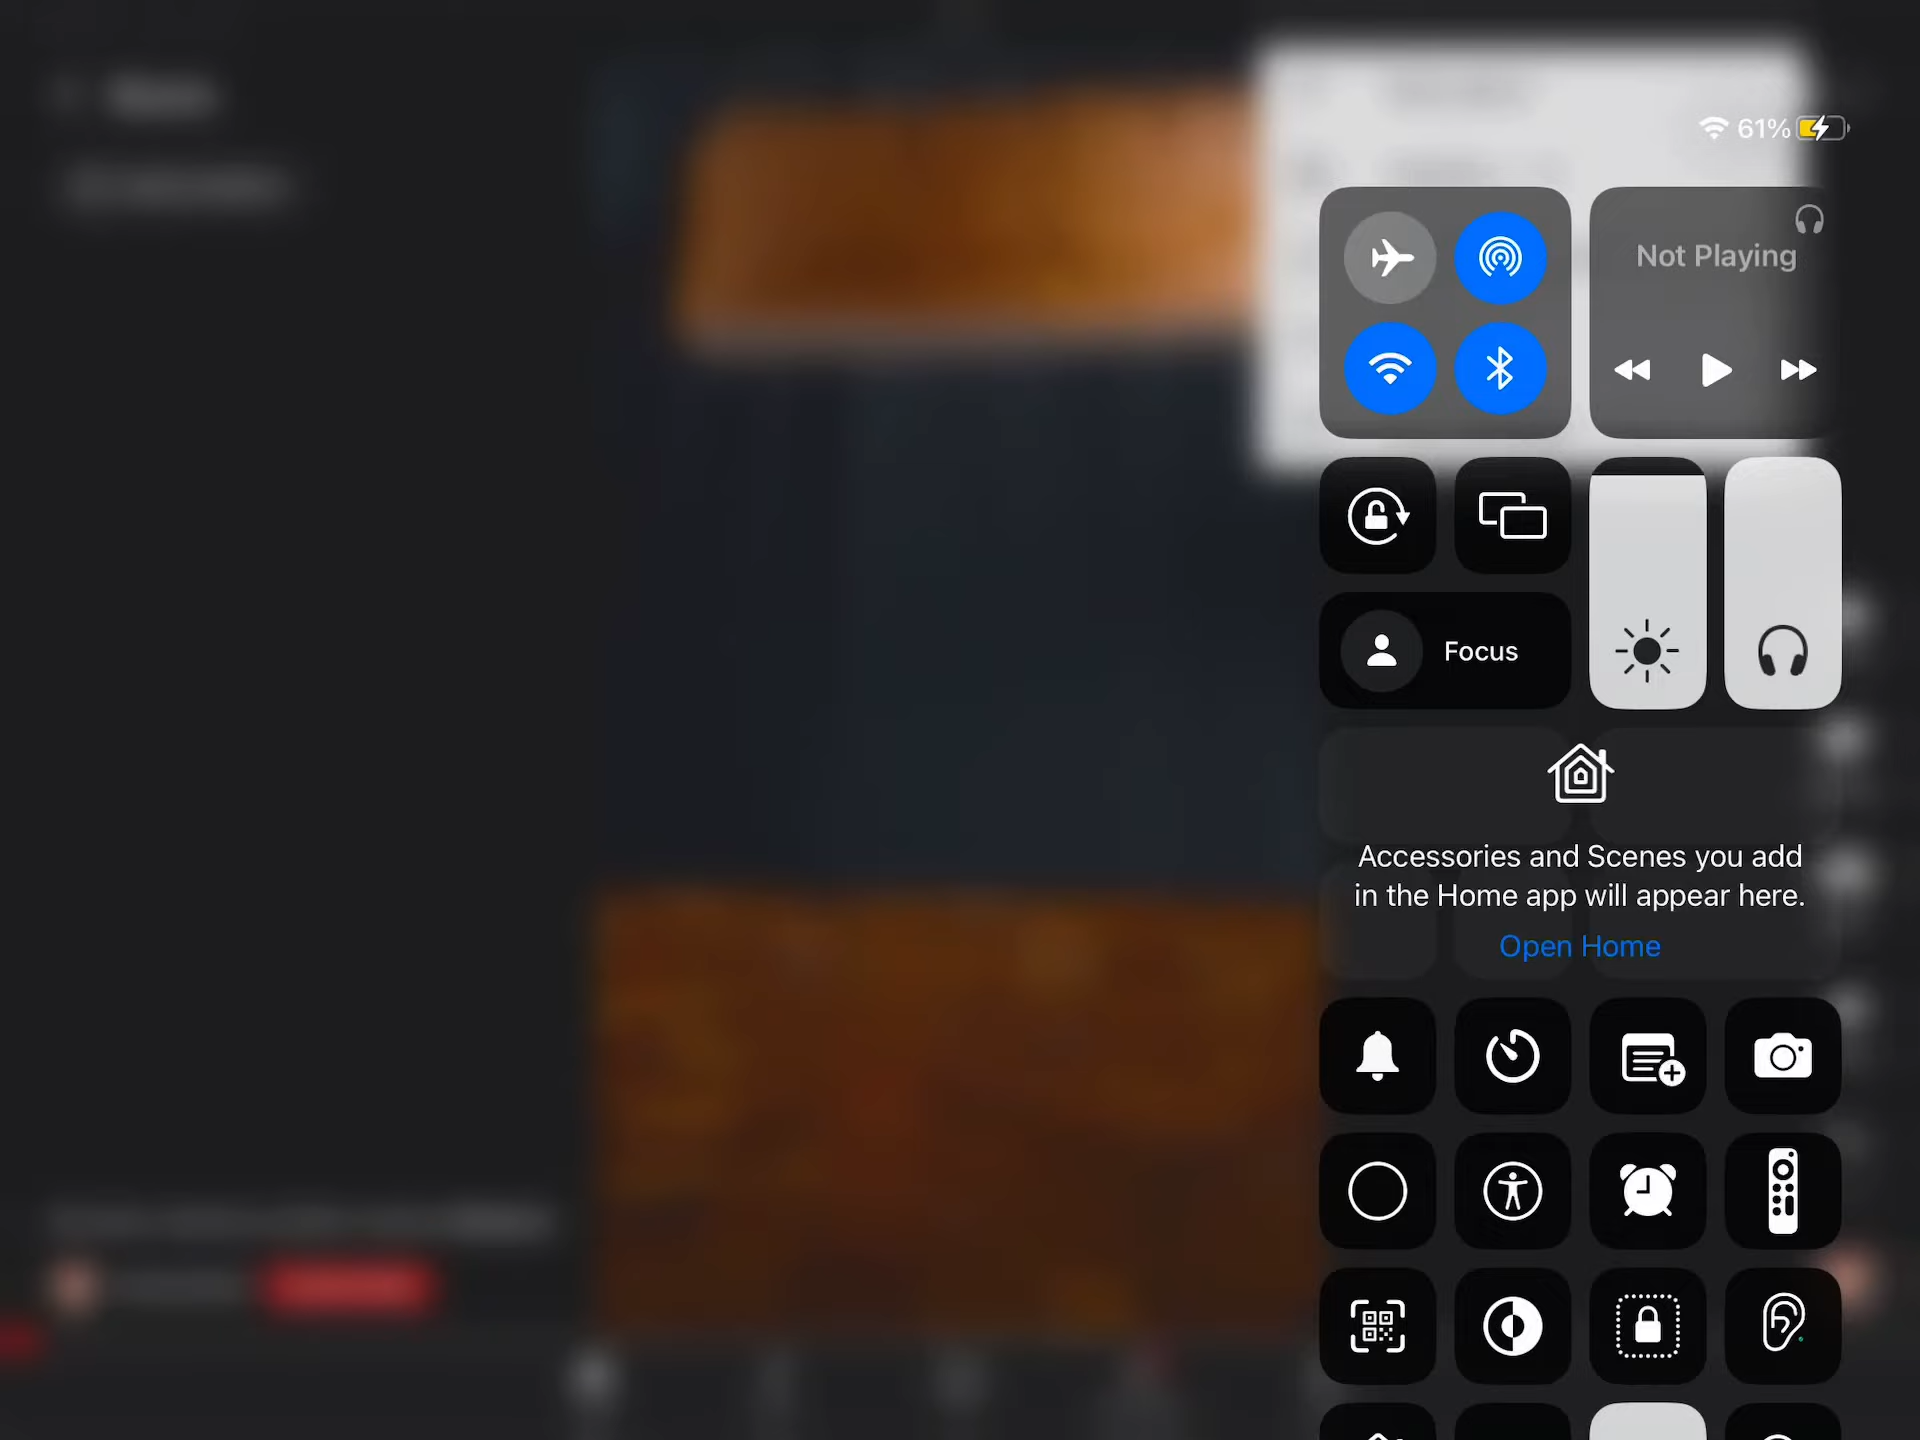 61%
Not Playing
Focus
Accessories and Scenes you add
in the Home app will appear here.
Open Home